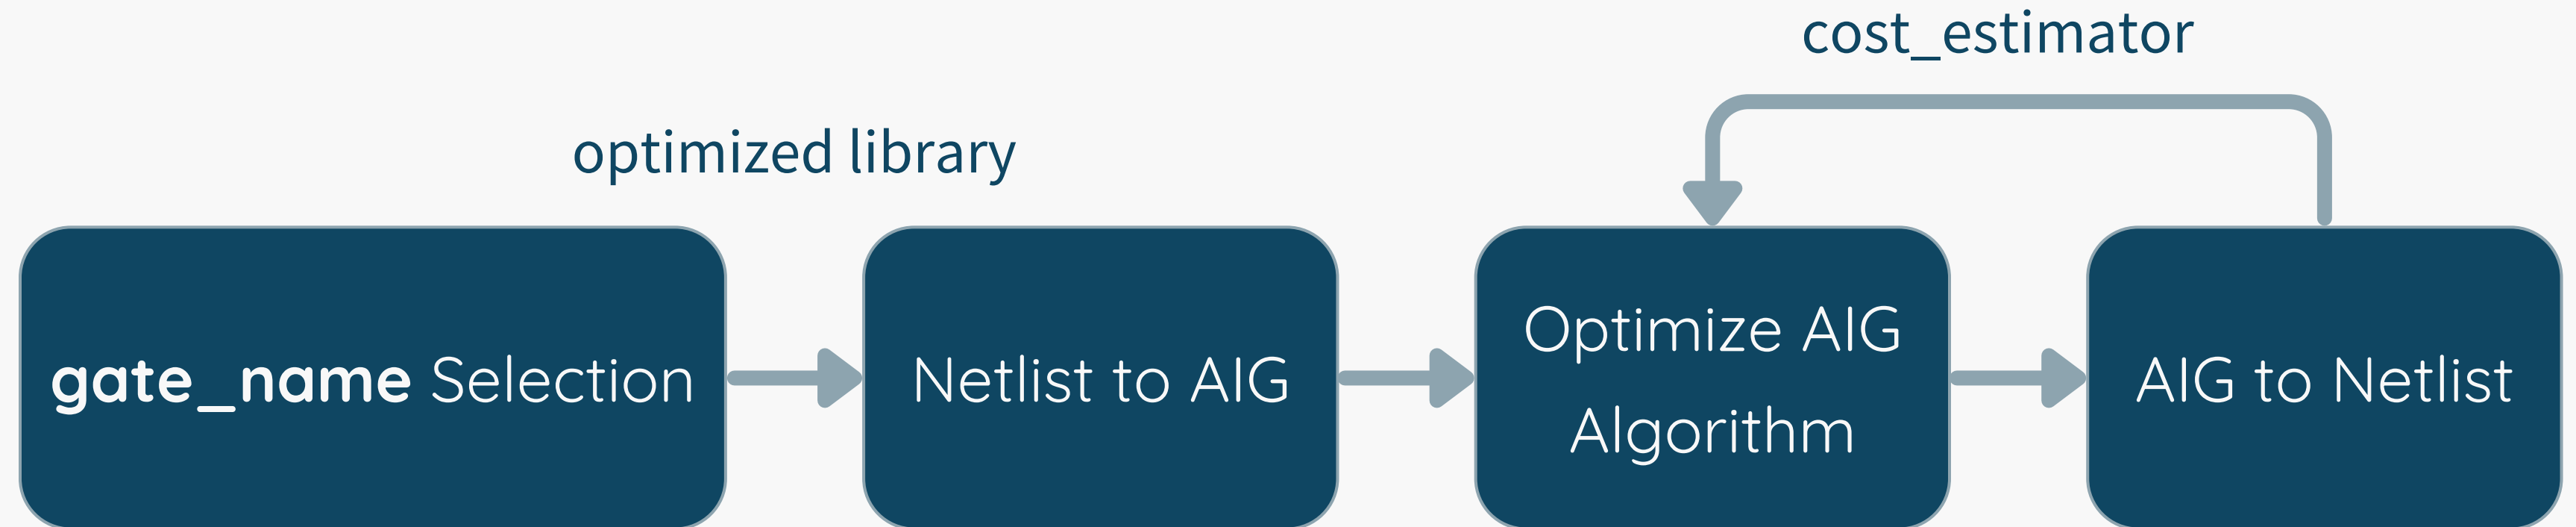 cost_estimator
optimized library
gate_name Selection
Netlist to AIG
Optimize AIG
Algorithm
AIG to Netlist